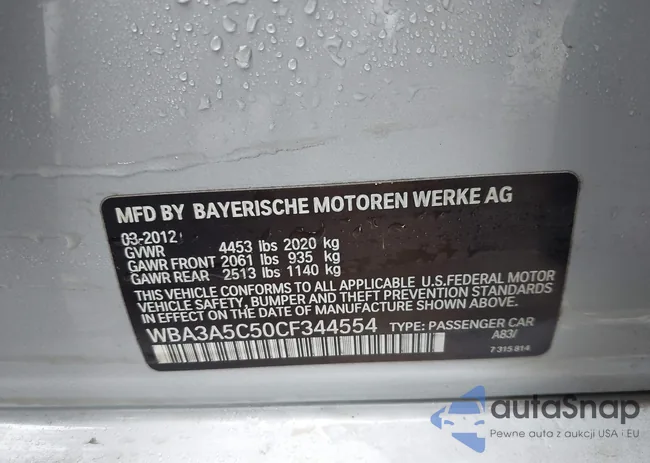 MFD BY BAYERISCHE MOTOREN WERKE AG
03-2012
GVWR 4453 lbs 2020 kg
GAWR FRONT 2061 lbs 935 kg
GAWR REAR 2513 lbs 1140 kg
THIS VEHICLE CONFORMS TO ALL APPLICABLE U.S.FEDERAL MOTOR
VEHICLE SAFETY, BUMPER AND THEFT PREVENTION STANDARDS
IN EFFECT ON THE DATE OF MANUFACTURE SHOWN ABOVE.
WBA3A5C50CF344554 TYPE: PASSENGER CAR
A83/
7315814
autaSnap
Pewne auta z aukcji USA i EU